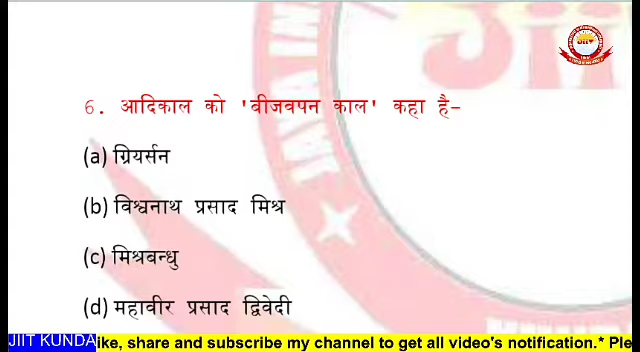 JIIT
6. आदिकाल को 'बीजवपन काल' कहा है-
(a) ग्रियर्सन
(b) विश्वनाथ प्रसाद मिश्र
(c) मिश्रबन्धु
(d) महावीर प्रसाद द्विवेदी
JIIT KUNDA ike, share and subscribe my channel to get all video's notification.* Ple